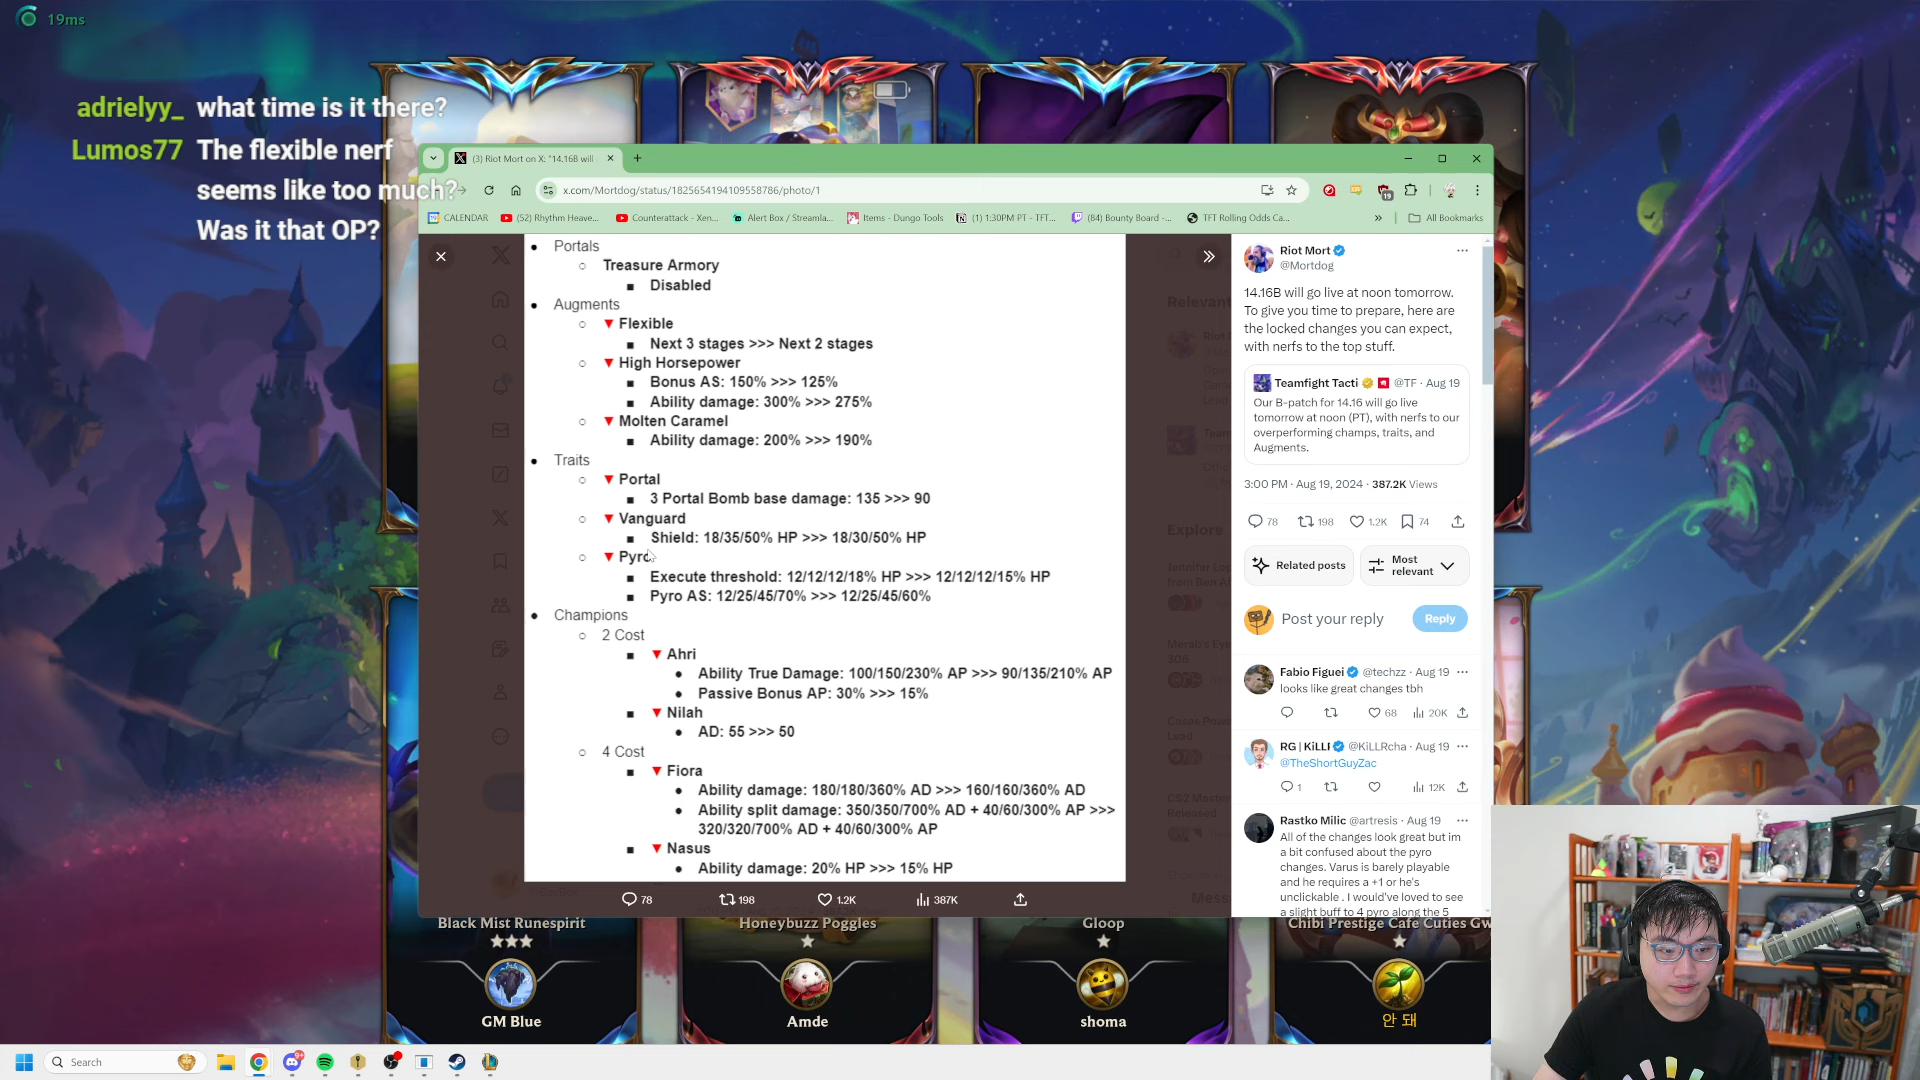 19ms
adrielyy_ what time is it there?
Lumos77 The flexible nerf
seems like too much?
Was it that OP?
(3) Riot Mort on X: "14.16B will
x.com/Mortdog/status/1825654194109558786/photo/1
CALENDAR
(52) Rhythm Heave...
Counterattack - Xen...
Alert Box / Streamla...
Items - Dungo Tools
(1) 1:30PM PT - TFT...
(84) Bounty Board -...
TFT Rolling Odds Ca...
All Bookmarks
Portals
Treasure Armory
Disabled
Augments
Flexible
Next 3 stages >>> Next 2 stages
High Horsepower
Bonus AS: 150% >>> 125%
Ability damage: 300% >>> 275%
Molten Caramel
Ability damage: 200% >>> 190%
Traits
Portal
3 Portal Bomb base damage: 135 >>> 90
Vanguard
Shield: 18/35/50% HP >>> 18/30/50% HP
Pyro
Execute threshold: 12/12/12/18% HP >>> 12/12/12/15% HP
Pyro AS: 12/25/45/70% >>> 12/25/45/60%
Champions
2 Cost
Ahri
Ability True Damage: 100/150/230% AP >>> 90/135/210% AP
Passive Bonus AP: 30% >>> 15%
Nilah
AD: 55 >>> 50
4 Cost
Fiora
Ability damage: 180/180/360% AD >>> 160/160/360% AD
Ability split damage: 350/350/700% AD + 40/60/300% AP >>>
320/320/700% AD + 40/60/300% AP
Nasus
Ability damage: 20% HP >>> 15% HP
78 198 1.2K 387K
Riot Mort
@Mortdog
14.16B will go live at noon tomorrow.
To give you time to prepare, here are
the locked changes you can expect,
with nerfs to the top stuff.
Teamfight Tacti @TF · Aug 19
Our B-patch for 14.16 will go live
tomorrow at noon (PT), with nerfs to our
overperforming champs, traits, and
Augments.
3:00 PM · Aug 19, 2024 · 387.2K Views
78 198 1.2K 74
Related posts
Most
relevant
Post your reply
Reply
Fabio Figuei @techzz · Aug 19
looks like great changes tbh
68 20K
RG | KiLLF @KiLLRcha · Aug 19
@TheShortGuyZac
1 12K
Rastko Milic @artresis · Aug 19
All of the changes look great but im
a bit confused about the pyro
changes. Varus is barely playable
and he requires a +1 or he's
unclickable . I would've loved to see
a slight buff to 4 pyro along the 5
Black Mist Runespirit
Honeybuzz Poggles
Gloop
Chibi Prestige Cafe Cuties Gw
GM Blue
Amde
shoma
안 돼
Search